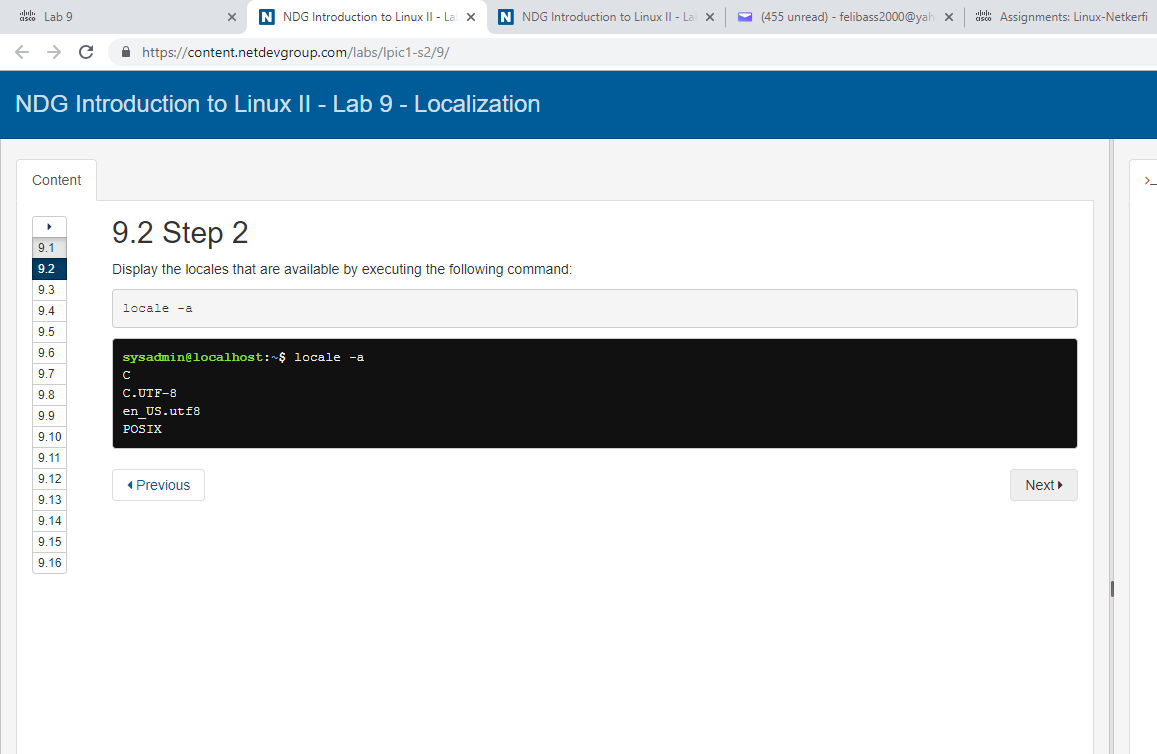 Lab 9
NDG Introduction to Linux II - La
NDG Introduction to Linux II - La
(455 unread) - felibass2000@yah
Assignments: Linux-Netkerfi
https://content.netdevgroup.com/labs/lpic1-s2/9/
NDG Introduction to Linux II - Lab 9 - Localization
Content
9.1
9.2
9.3
9.4
9.5
9.6
9.7
9.8
9.9
9.10
9.11
9.12
9.13
9.14
9.15
9.16
9.2 Step 2
Display the locales that are available by executing the following command:
locale -a
sysadmin@localhost:~$ locale -a
C
C.UTF-8
en_US.utf8
POSIX
Previous
Next
>_